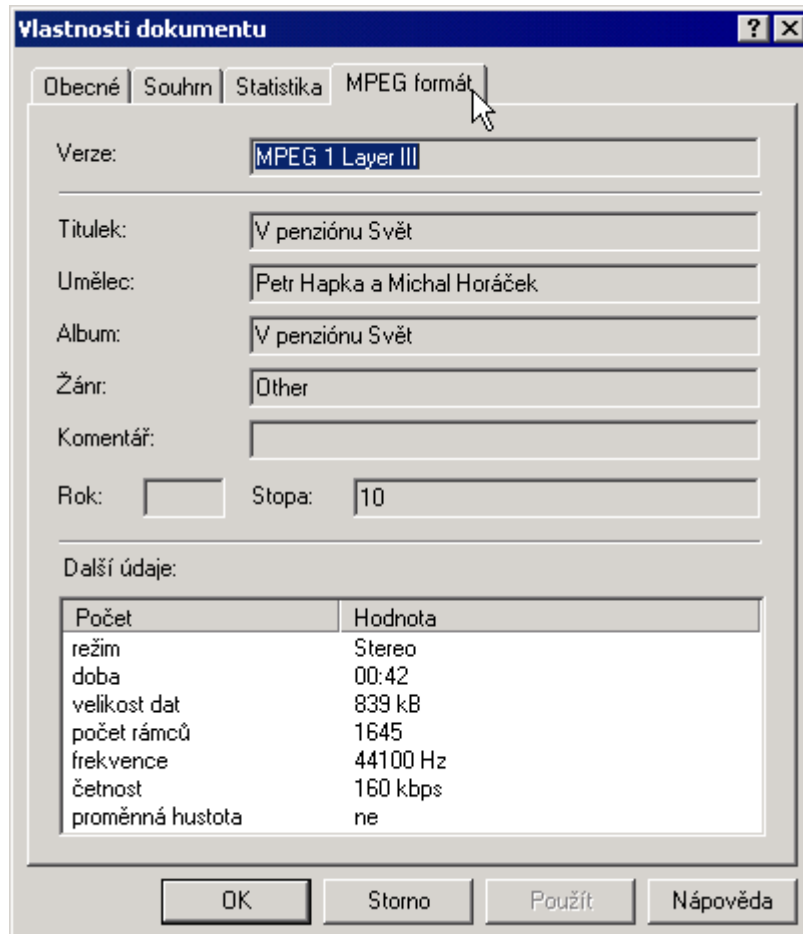 Vlastnosti dokumentu
Obecné Souhrn Statistika MPEG formát
Verze: MPEG 1 Layer III
Titulek: V penziónu Svět
Umělec: Petr Hapka a Michal Horáček
Album: V penziónu Svět
Žánr: Other
Komentář:
Rok: Stopa: 10
Další údaje:
Počet Hodnota
režim Stereo
doba 00:42
velikost dat 839 kB
počet rámců 1645
frekvence 44100 Hz
četnost 160 kbps
proměnná hustota ne
OK Storno Použít Nápověda